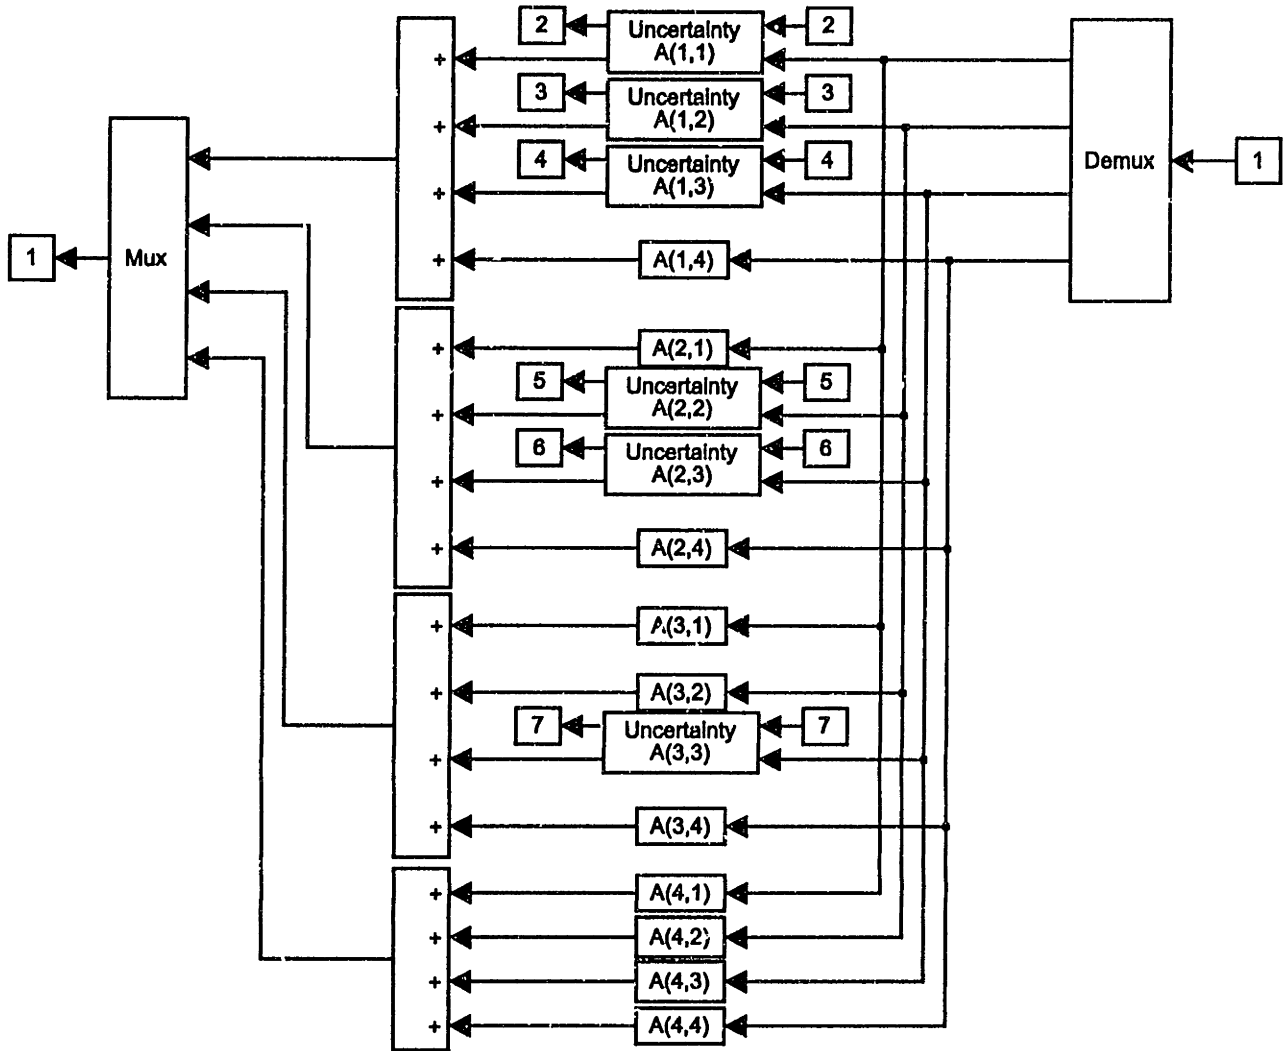 2 Uncertainty A(1,1) 2
+
3 Uncertainty A(1,2) 3
+
4 Uncertainty A(1,3) 4
+
Demux
1
+ A(1,4)
1
Mux
+ A(2,1)
5 Uncertainty A(2,2) 5
+
6 Uncertainty A(2,3) 6
+
+ A(2,4)
+ A(3,1)
+ A(3,2)
7 Uncertainty A(3,3) 7
+
+ A(3,4)
+ A(4,1)
+ A(4,2)
+ A(4,3)
+ A(4,4)